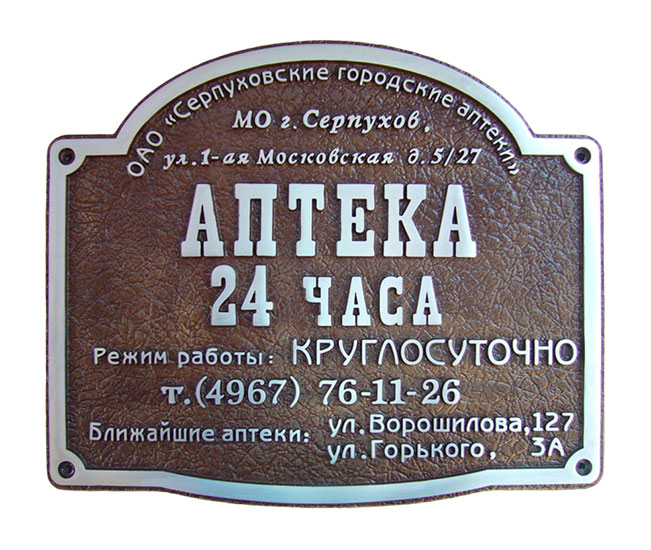 ОАО «Серпуховские городские аптеки»
МО г. Серпухов,
ул. 1-ая Московская д. 5/27
АПТЕКА
24 ЧАСА
Режим работы: КРУГЛОСУТОЧНО
т.(4967) 76-11-26
Ближайшие аптеки: ул.Ворошилова,127
ул.Горького, 3А